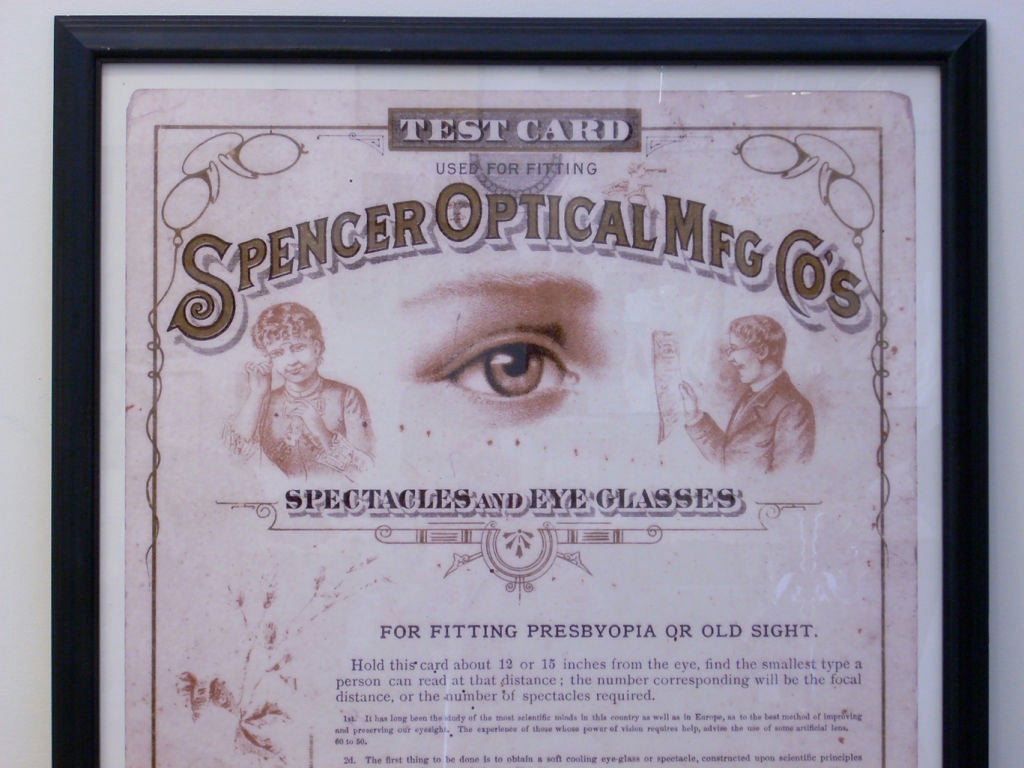 TEST CARD
USED FOR FITTING
SPENCER OPTICAL MFG CO'S
SPECTACLES AND EYE GLASSES
FOR FITTING PRESBYOPIA OR OLD SIGHT.
Hold this card about 12 or 15 inches from the eye, find the smallest type a
person can read at that distance; the number corresponding will be the focal
distance, or the number of spectacles required.
1st. It has long been the study of the most scientific minds in this country as well as in Europe, as to the best method of improving
and preserving our eyesight. The experience of those whose power of vision requires help, advise the use of some artificial lens,
60 to 50.
2d. The first thing to be done is to obtain a soft cooling eye-glass or spectacle, constructed upon scientific principles